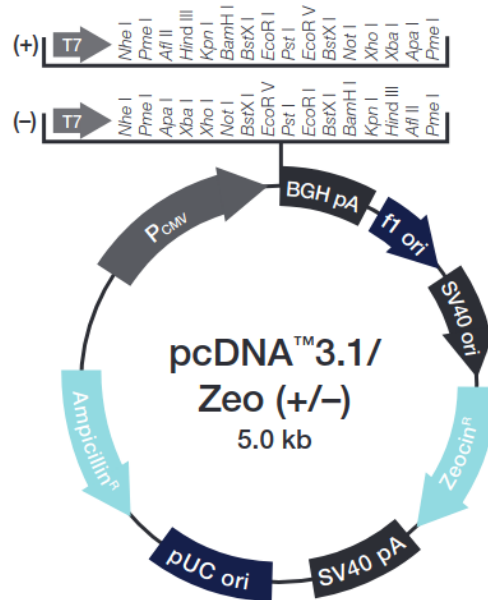 (+)
T7
Nhe I
Pme I
Afl II
Hind III
Kpn I
BamH I
BstX I
EcoR I
Pst I
EcoR V
BstX I
Not I
Xho I
Xba I
Apa I
Pme I
(–)
T7
Nhe I
Pme I
Apa I
Xba I
Xho I
Not I
BstX I
EcoR V
Pst I
EcoR I
BstX I
BamH I
Kpn I
Hind III
Afl II
Pme I
PCMV
BGH pA
f1 ori
SV40 ori
ZeocinR
SV40 pA
pUC ori
AmpicillinR
pcDNA™3.1/
Zeo (+/–)
5.0 kb